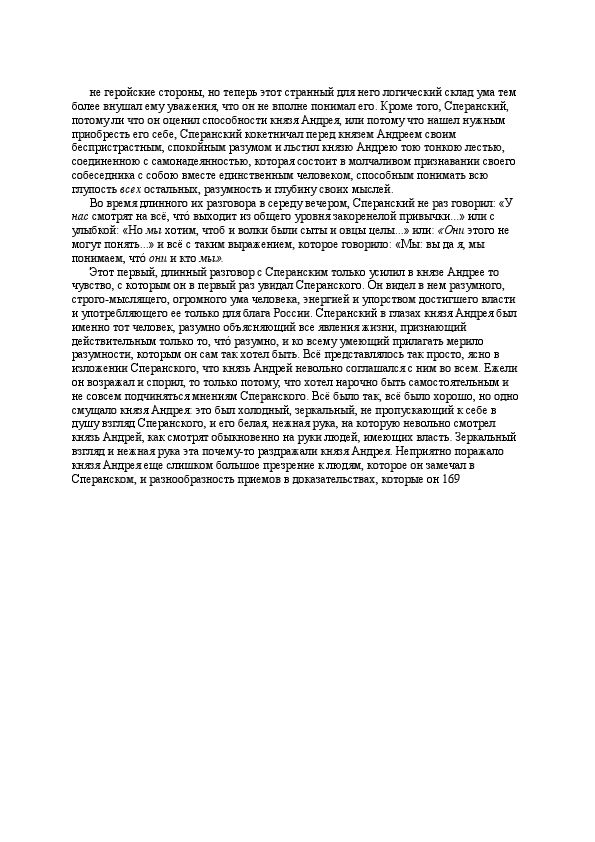 не геройские стороны, но теперь этот странный для него логический склад ума тем
более внушал ему уважения, что он не вполне понимал его. Кроме того, Сперанский,
потому ли что он оценил способности князя Андрея, или потому что нашел нужным
приобресть его себе, Сперанский кокетничал перед князем Андреем своим
беспристрастным, спокойным разумом и льстил князю Андрею тою тонкою лестью,
соединенною с самонадеянностью, которая состоит в молчаливом признавании своего
собеседника с собою вместе единственным человеком, способным понимать всю
глупость всех остальных, разумность и глубину своих мыслей.
Во время длинного их разговора в середу вечером, Сперанский не раз говорил: «У
нас смотрят на всё, чтó выходит из общего уровня закоренелой привычки...» или с
улыбкой: «Но мы хотим, чтоб и волки были сыты и овцы целы...» или: «Они этого не
могут понять...» и всё с таким выражением, которое говорило: «Мы: вы да я, мы
понимаем, чтó они и кто мы».
Этот первый, длинный разговор с Сперанским только усилил в князе Андрее то
чувство, с которым он в первый раз увидал Сперанского. Он видел в нем разумного,
строго-мыслящего, огромного ума человека, энергией и упорством достигшего власти
и употребляющего ее только для блага России. Сперанский в глазах князя Андрея был
именно тот человек, разумно объясняющий все явления жизни, признающий
действительным только то, чтó разумно, и ко всему умеющий прилагать мерило
разумности, которым он сам так хотел быть. Всё представлялось так просто, ясно в
изложении Сперанского, что князь Андрей невольно соглашался с ним во всем. Ежели
он возражал и спорил, то только потому, что хотел нарочно быть самостоятельным и
не совсем подчиняться мнениям Сперанского. Всё было так, всё было хорошо, но одно
смущало князя Андрея: это был холодный, зеркальный, не пропускающий к себе в
душу взгляд Сперанского, и его белая, нежная рука, на которую невольно смотрел
князь Андрей, как смотрят обыкновенно на руки людей, имеющих власть. Зеркальный
взгляд и нежная рука эта почему-то раздражали князя Андрея. Неприятно поражало
князя Андрея еще слишком большое презрение к людям, которое он замечал в
Сперанском, и разнообразность приемов в доказательствах, которые он 169